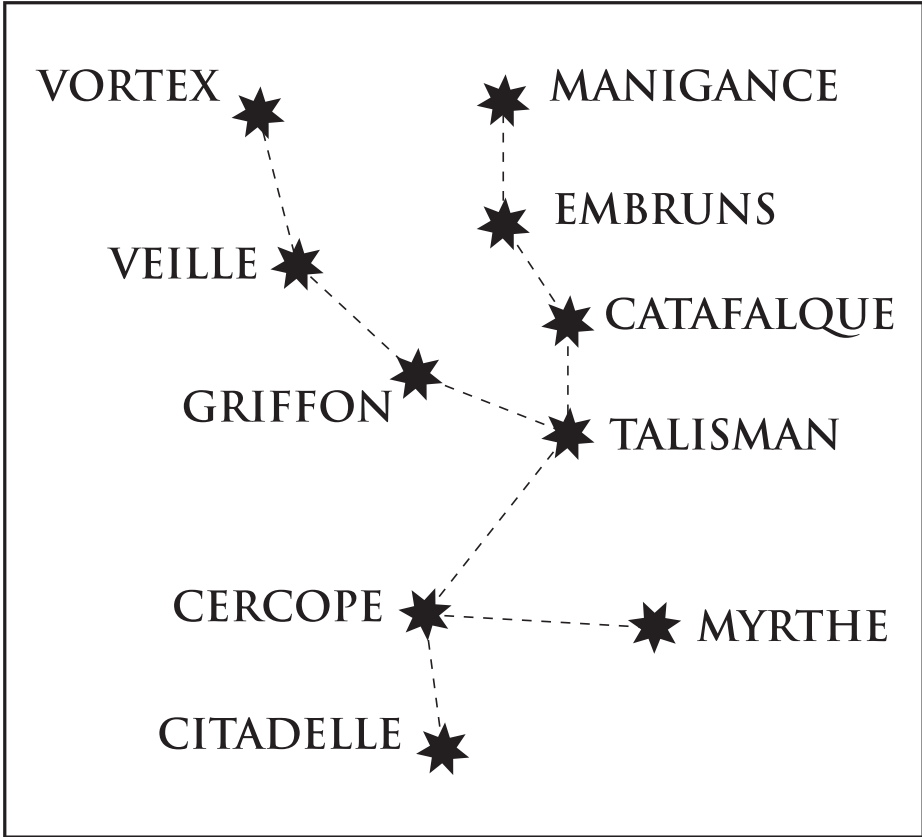 VORTEX
MANIGANCE
EMBRUNS
VEILLE
CATAFALQUE
GRIFFON
TALISMAN
CERCOPE
MYRTHE
CITADELLE